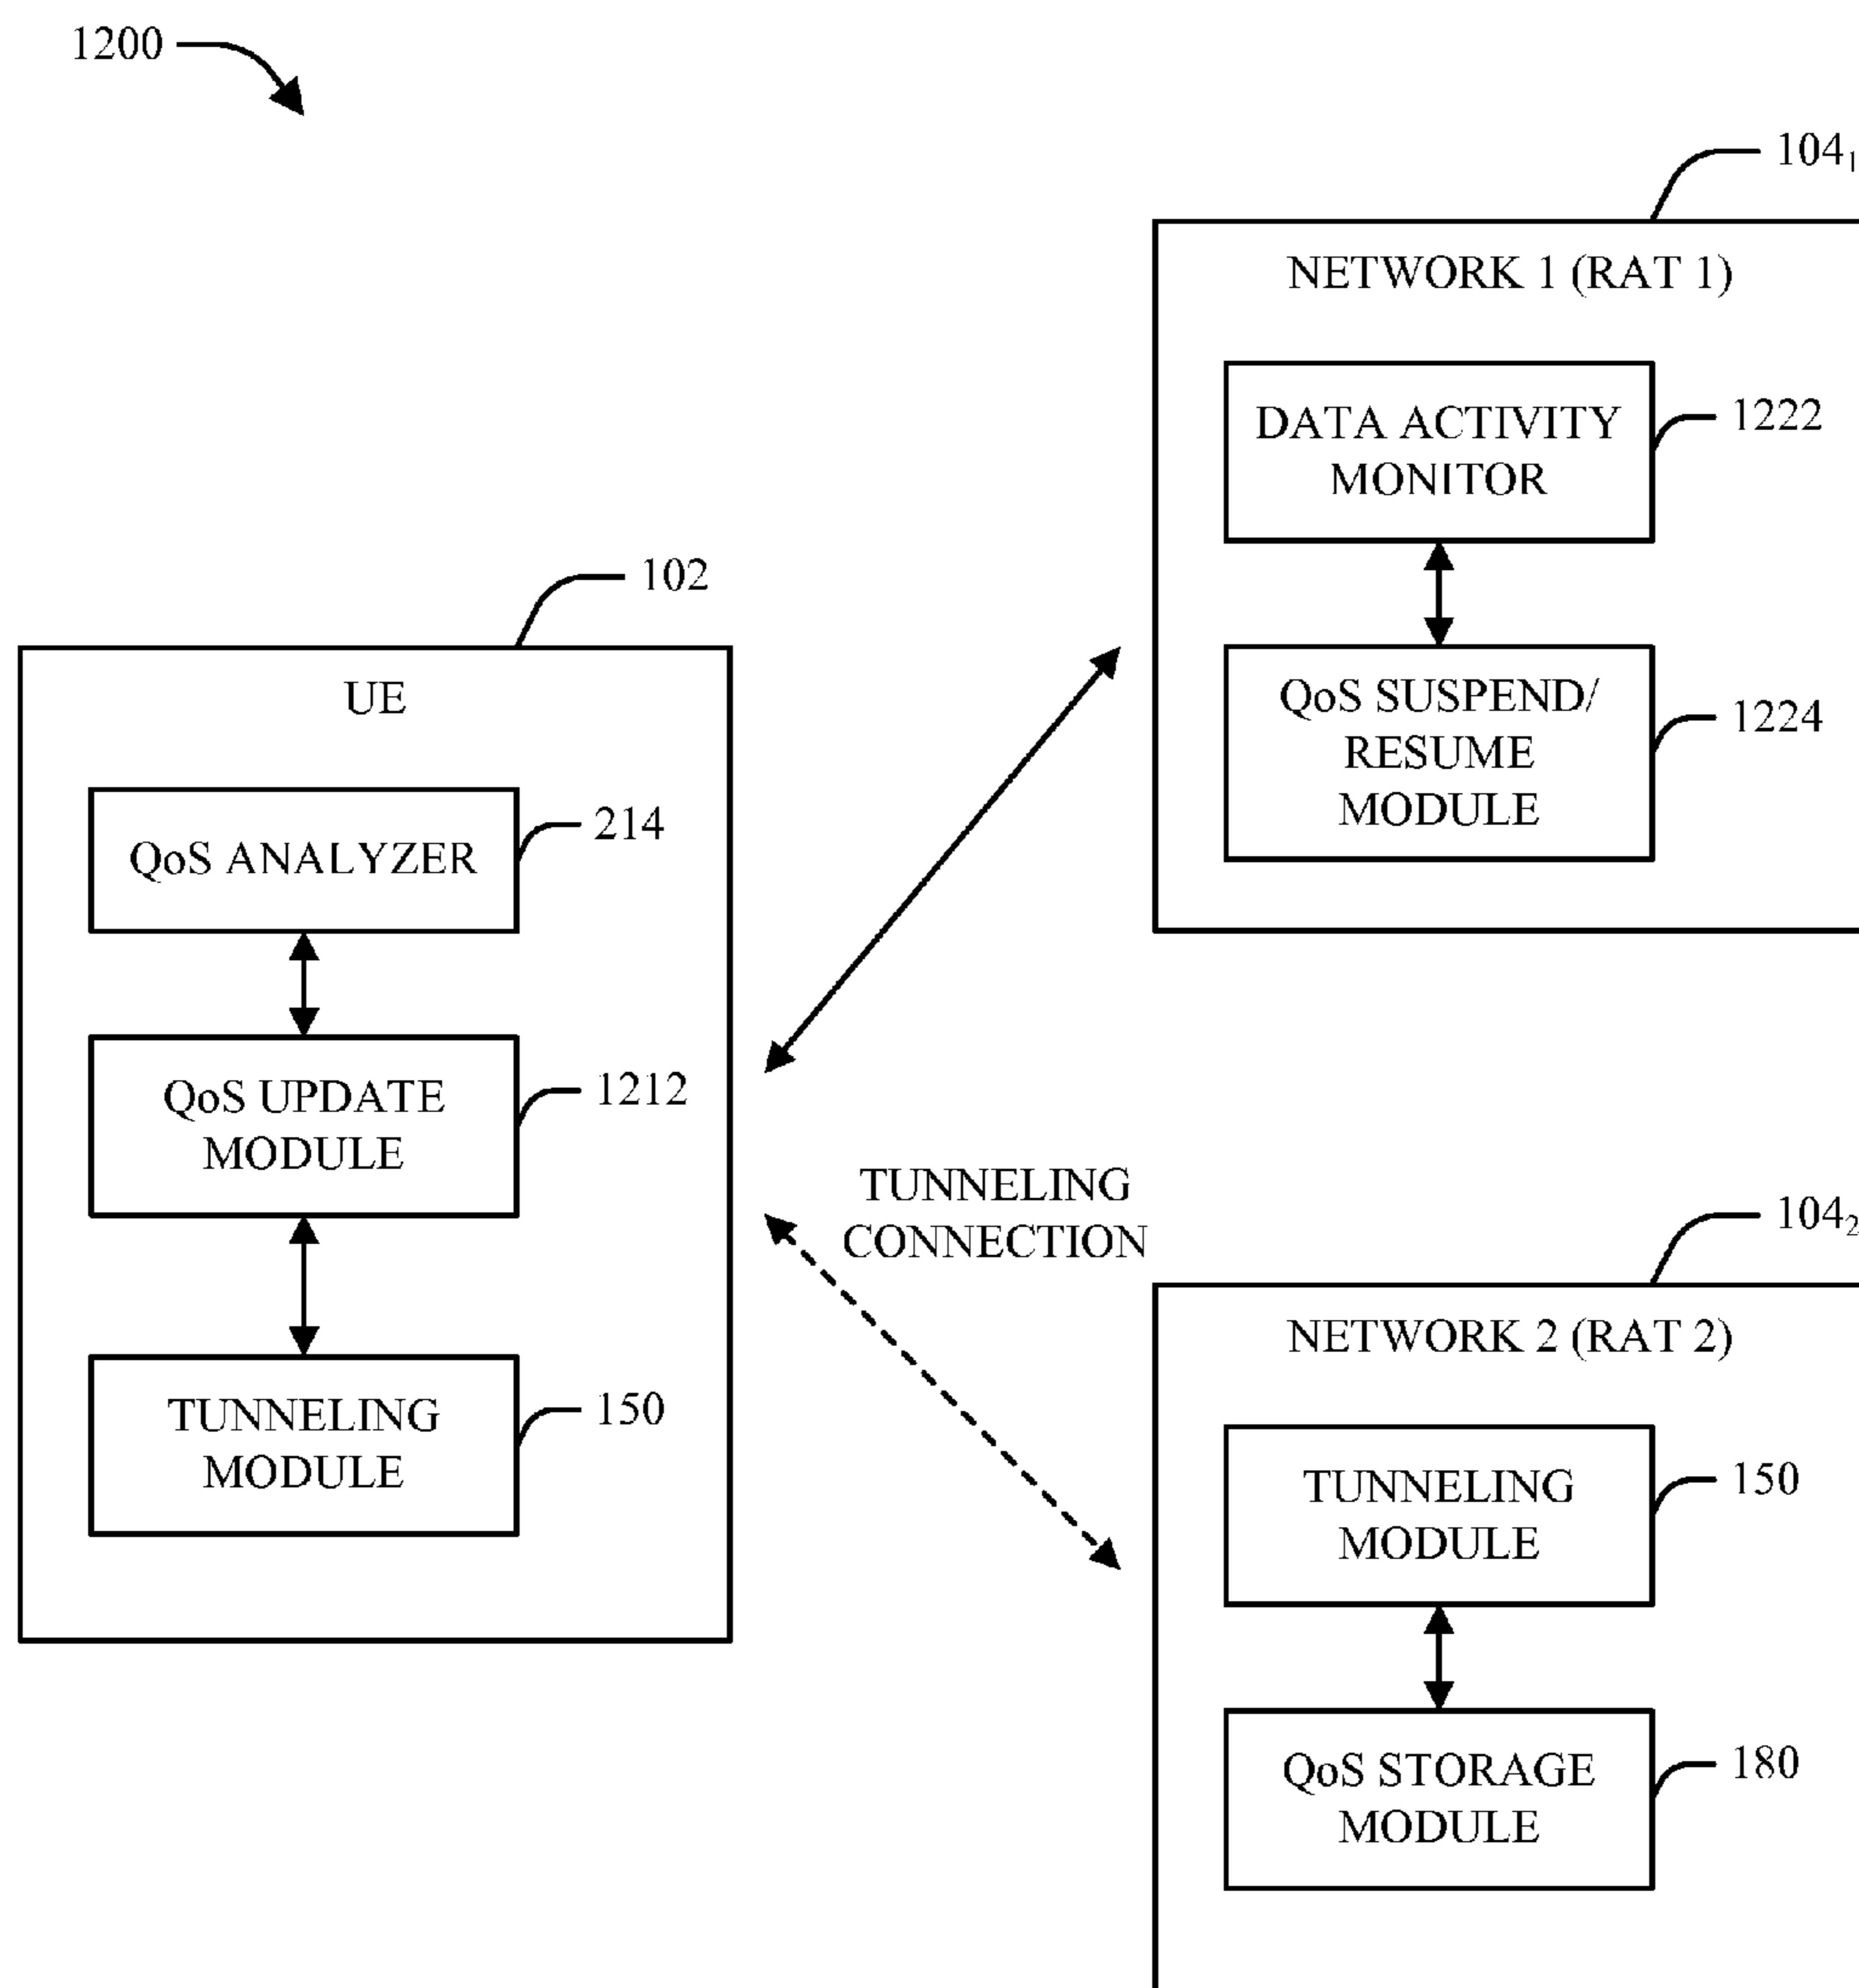 1200
104₁
NETWORK 1 (RAT 1)
DATA ACTIVITY
MONITOR
1222
QoS SUSPEND/
RESUME
MODULE
1224
102
UE
QoS ANALYZER
214
QoS UPDATE
MODULE
1212
TUNNELING
MODULE
150
TUNNELING
CONNECTION
104₂
NETWORK 2 (RAT 2)
TUNNELING
MODULE
150
QoS STORAGE
MODULE
180